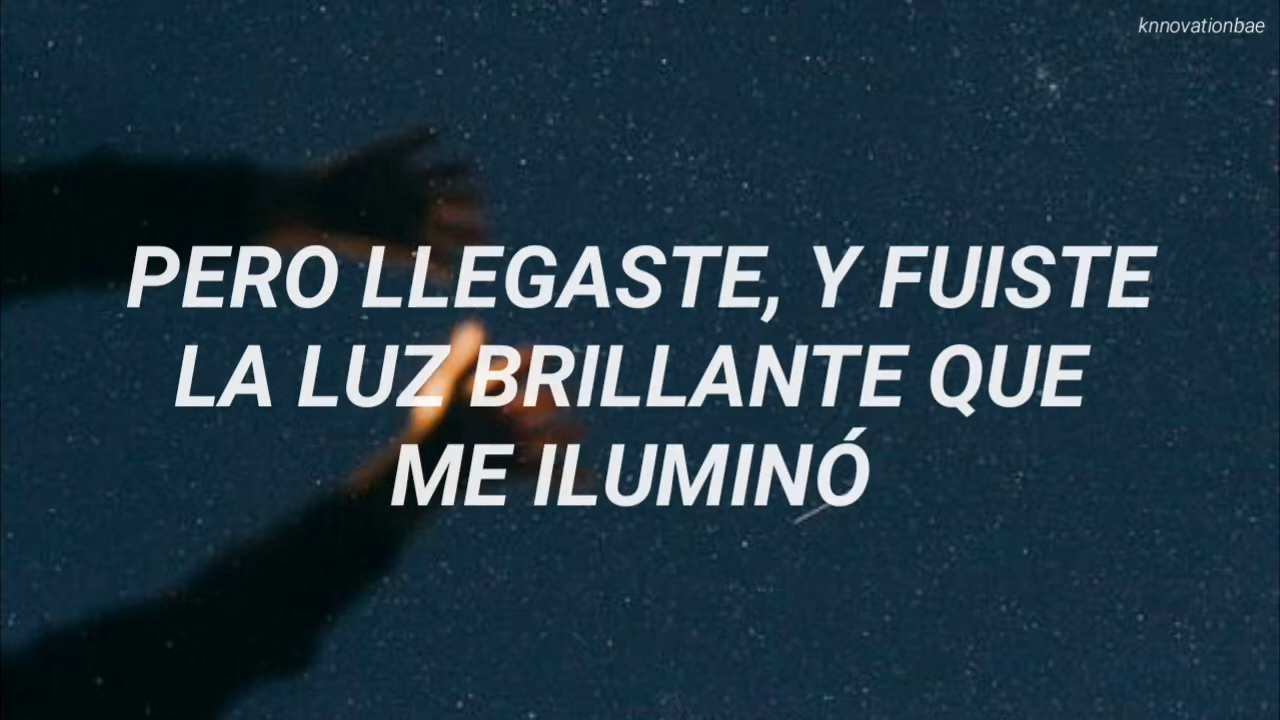 knnovationbae
PERO LLEGASTE, Y FUISTE
LA LUZ BRILLANTE QUE
ME ILUMINÓ